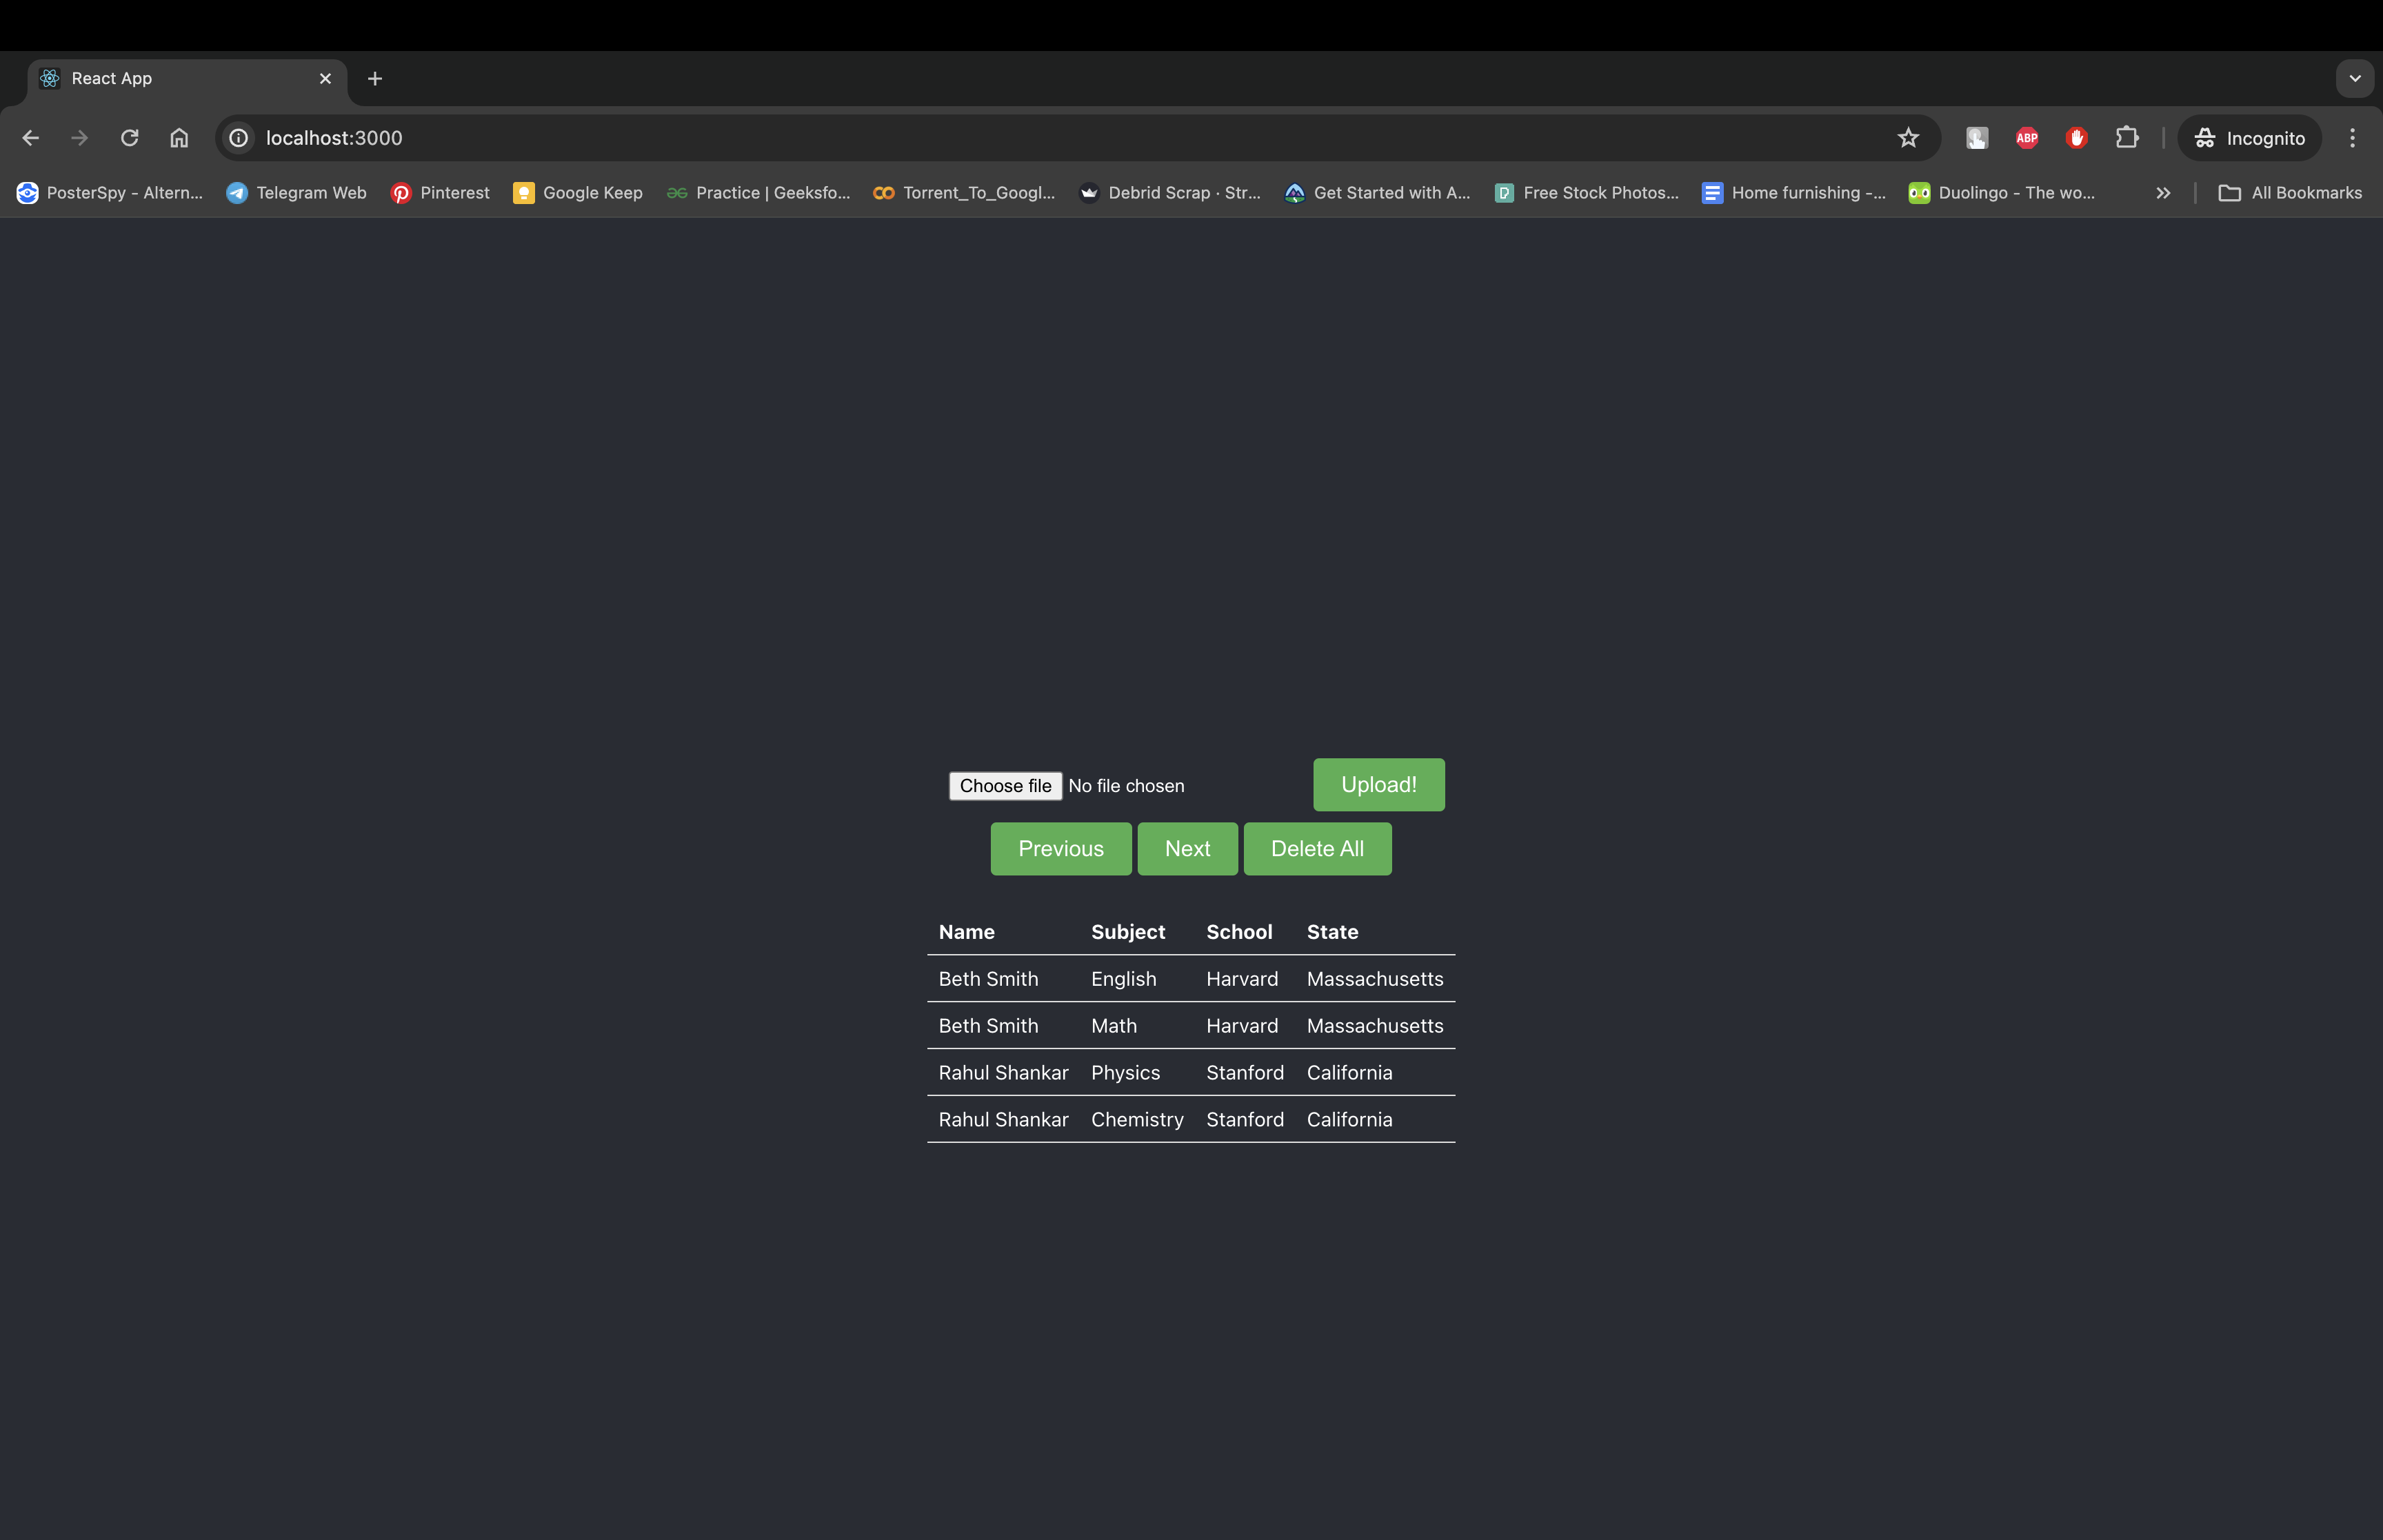 React App
localhost:3000
ABP
Incognito
PosterSpy - Altern... Telegram Web Pinterest Google Keep Practice | Geeksfo... Torrent_To_Googl... Debrid Scrap · Str... Get Started with A... Free Stock Photos... Home furnishing -... Duolingo - The wo... All Bookmarks
Choose file No file chosen Upload!
Previous Next Delete All
Name Subject School State
Beth Smith English Harvard Massachusetts
Beth Smith Math Harvard Massachusetts
Rahul Shankar Physics Stanford California
Rahul Shankar Chemistry Stanford California